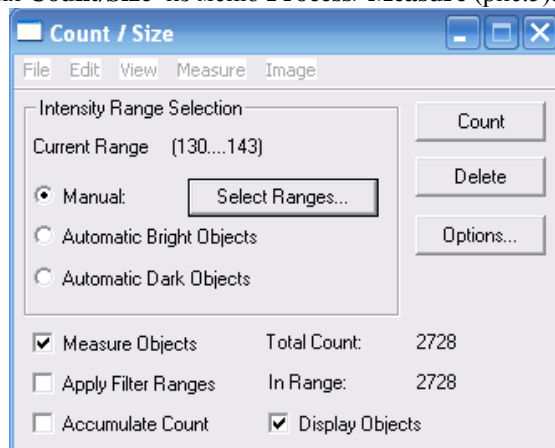 Count / Size
File Edit View Measure Image
Intensity Range Selection
Current Range (130....143)
Manual: Select Ranges...
Automatic Bright Objects
Automatic Dark Objects
Count
Delete
Options...
Measure Objects Total Count: 2728
Apply Filter Ranges In Range: 2728
Accumulate Count Display Objects